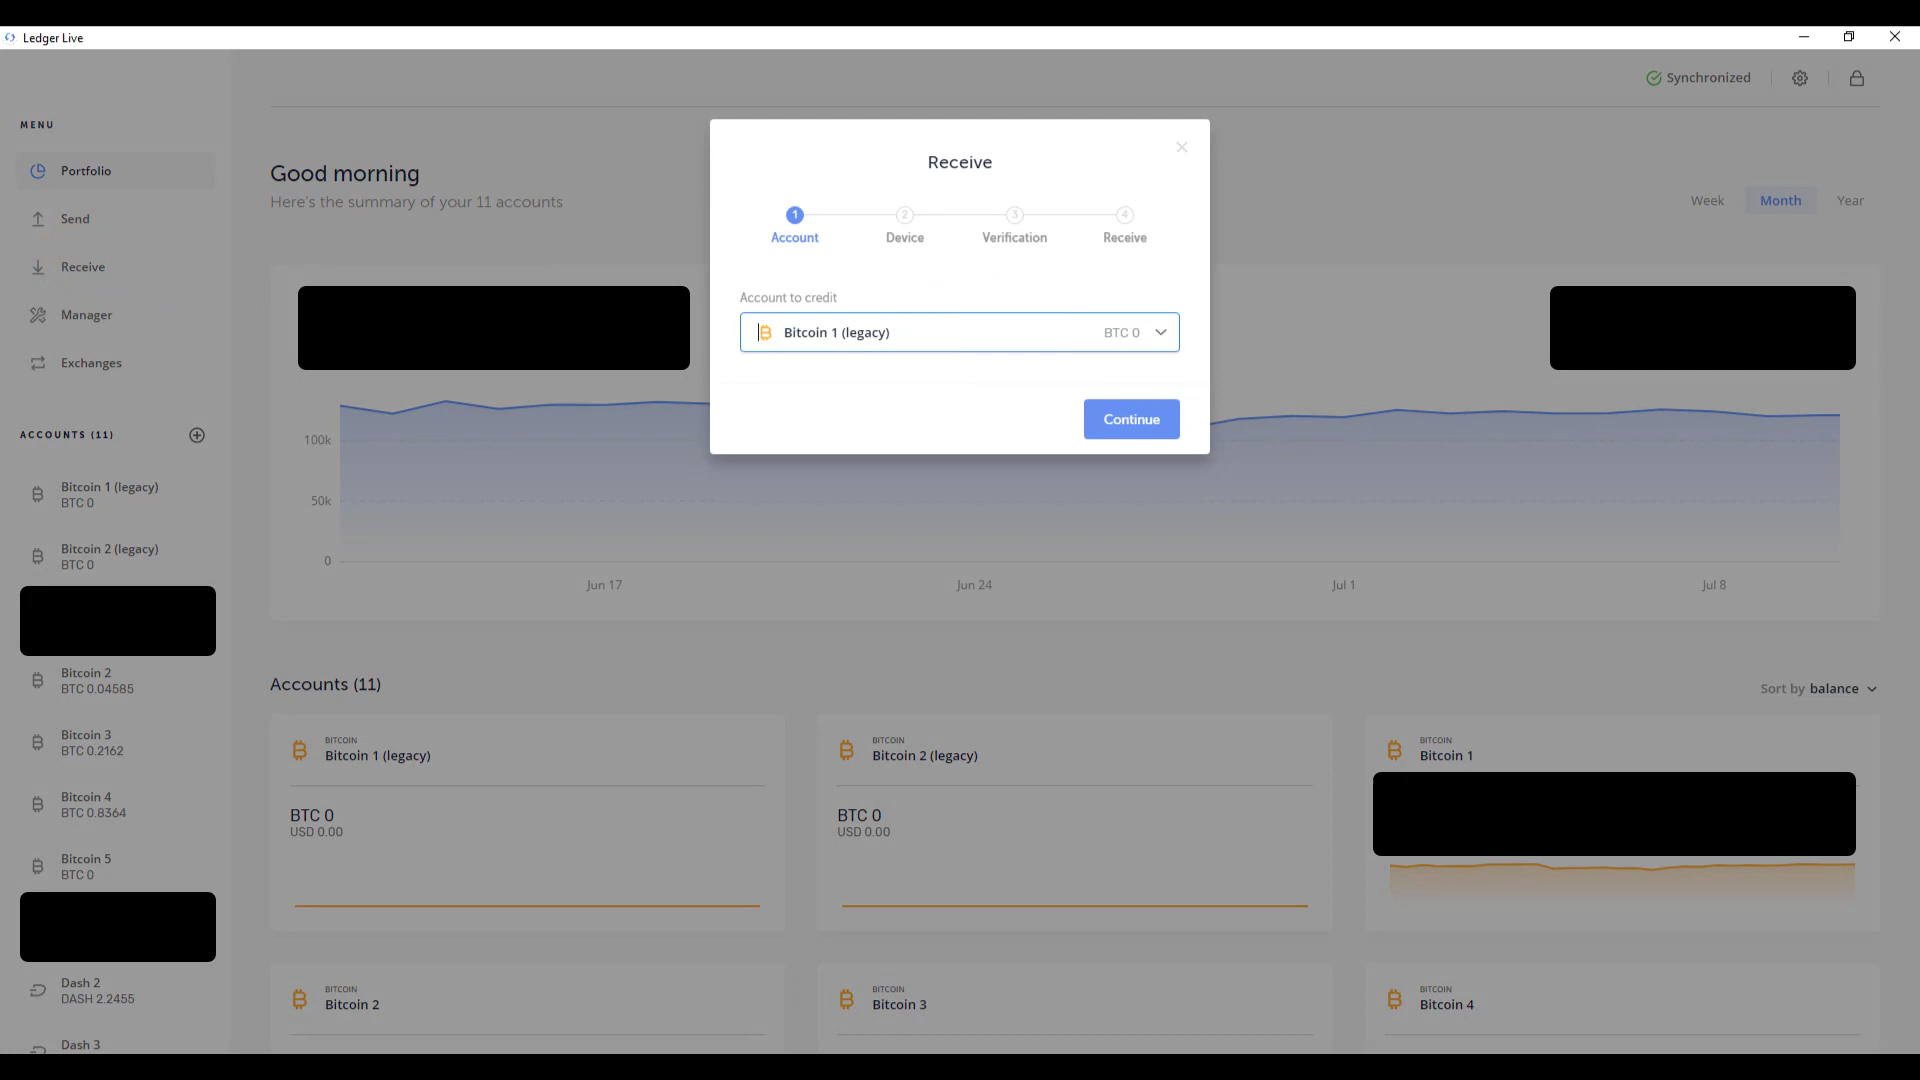 Ledger Live
Synchronized
MENU
Portfolio
Send
Receive
Manager
Exchanges
ACCOUNTS (11)
Bitcoin 1 (legacy)
BTC 0
Bitcoin 2 (legacy)
BTC 0
Bitcoin 2
BTC 0.04585
Bitcoin 3
BTC 0.2162
Bitcoin 4
BTC 0.8364
Bitcoin 5
BTC 0
Dash 2
DASH 2.2455
Dash 3
Good morning
Here's the summary of your 11 accounts
Week Month Year
Receive
1 2 3 4
Account Device Verification Receive
Account to credit
Bitcoin 1 (legacy) BTC 0
Continue
100k
50k
0
Jun 17 Jun 24 Jul 1 Jul 8
Accounts (11)
Sort by balance
BITCOIN
Bitcoin 1 (legacy)
BTC 0
USD 0.00
BITCOIN
Bitcoin 2 (legacy)
BTC 0
USD 0.00
BITCOIN
Bitcoin 1
BITCOIN
Bitcoin 2
BITCOIN
Bitcoin 3
BITCOIN
Bitcoin 4